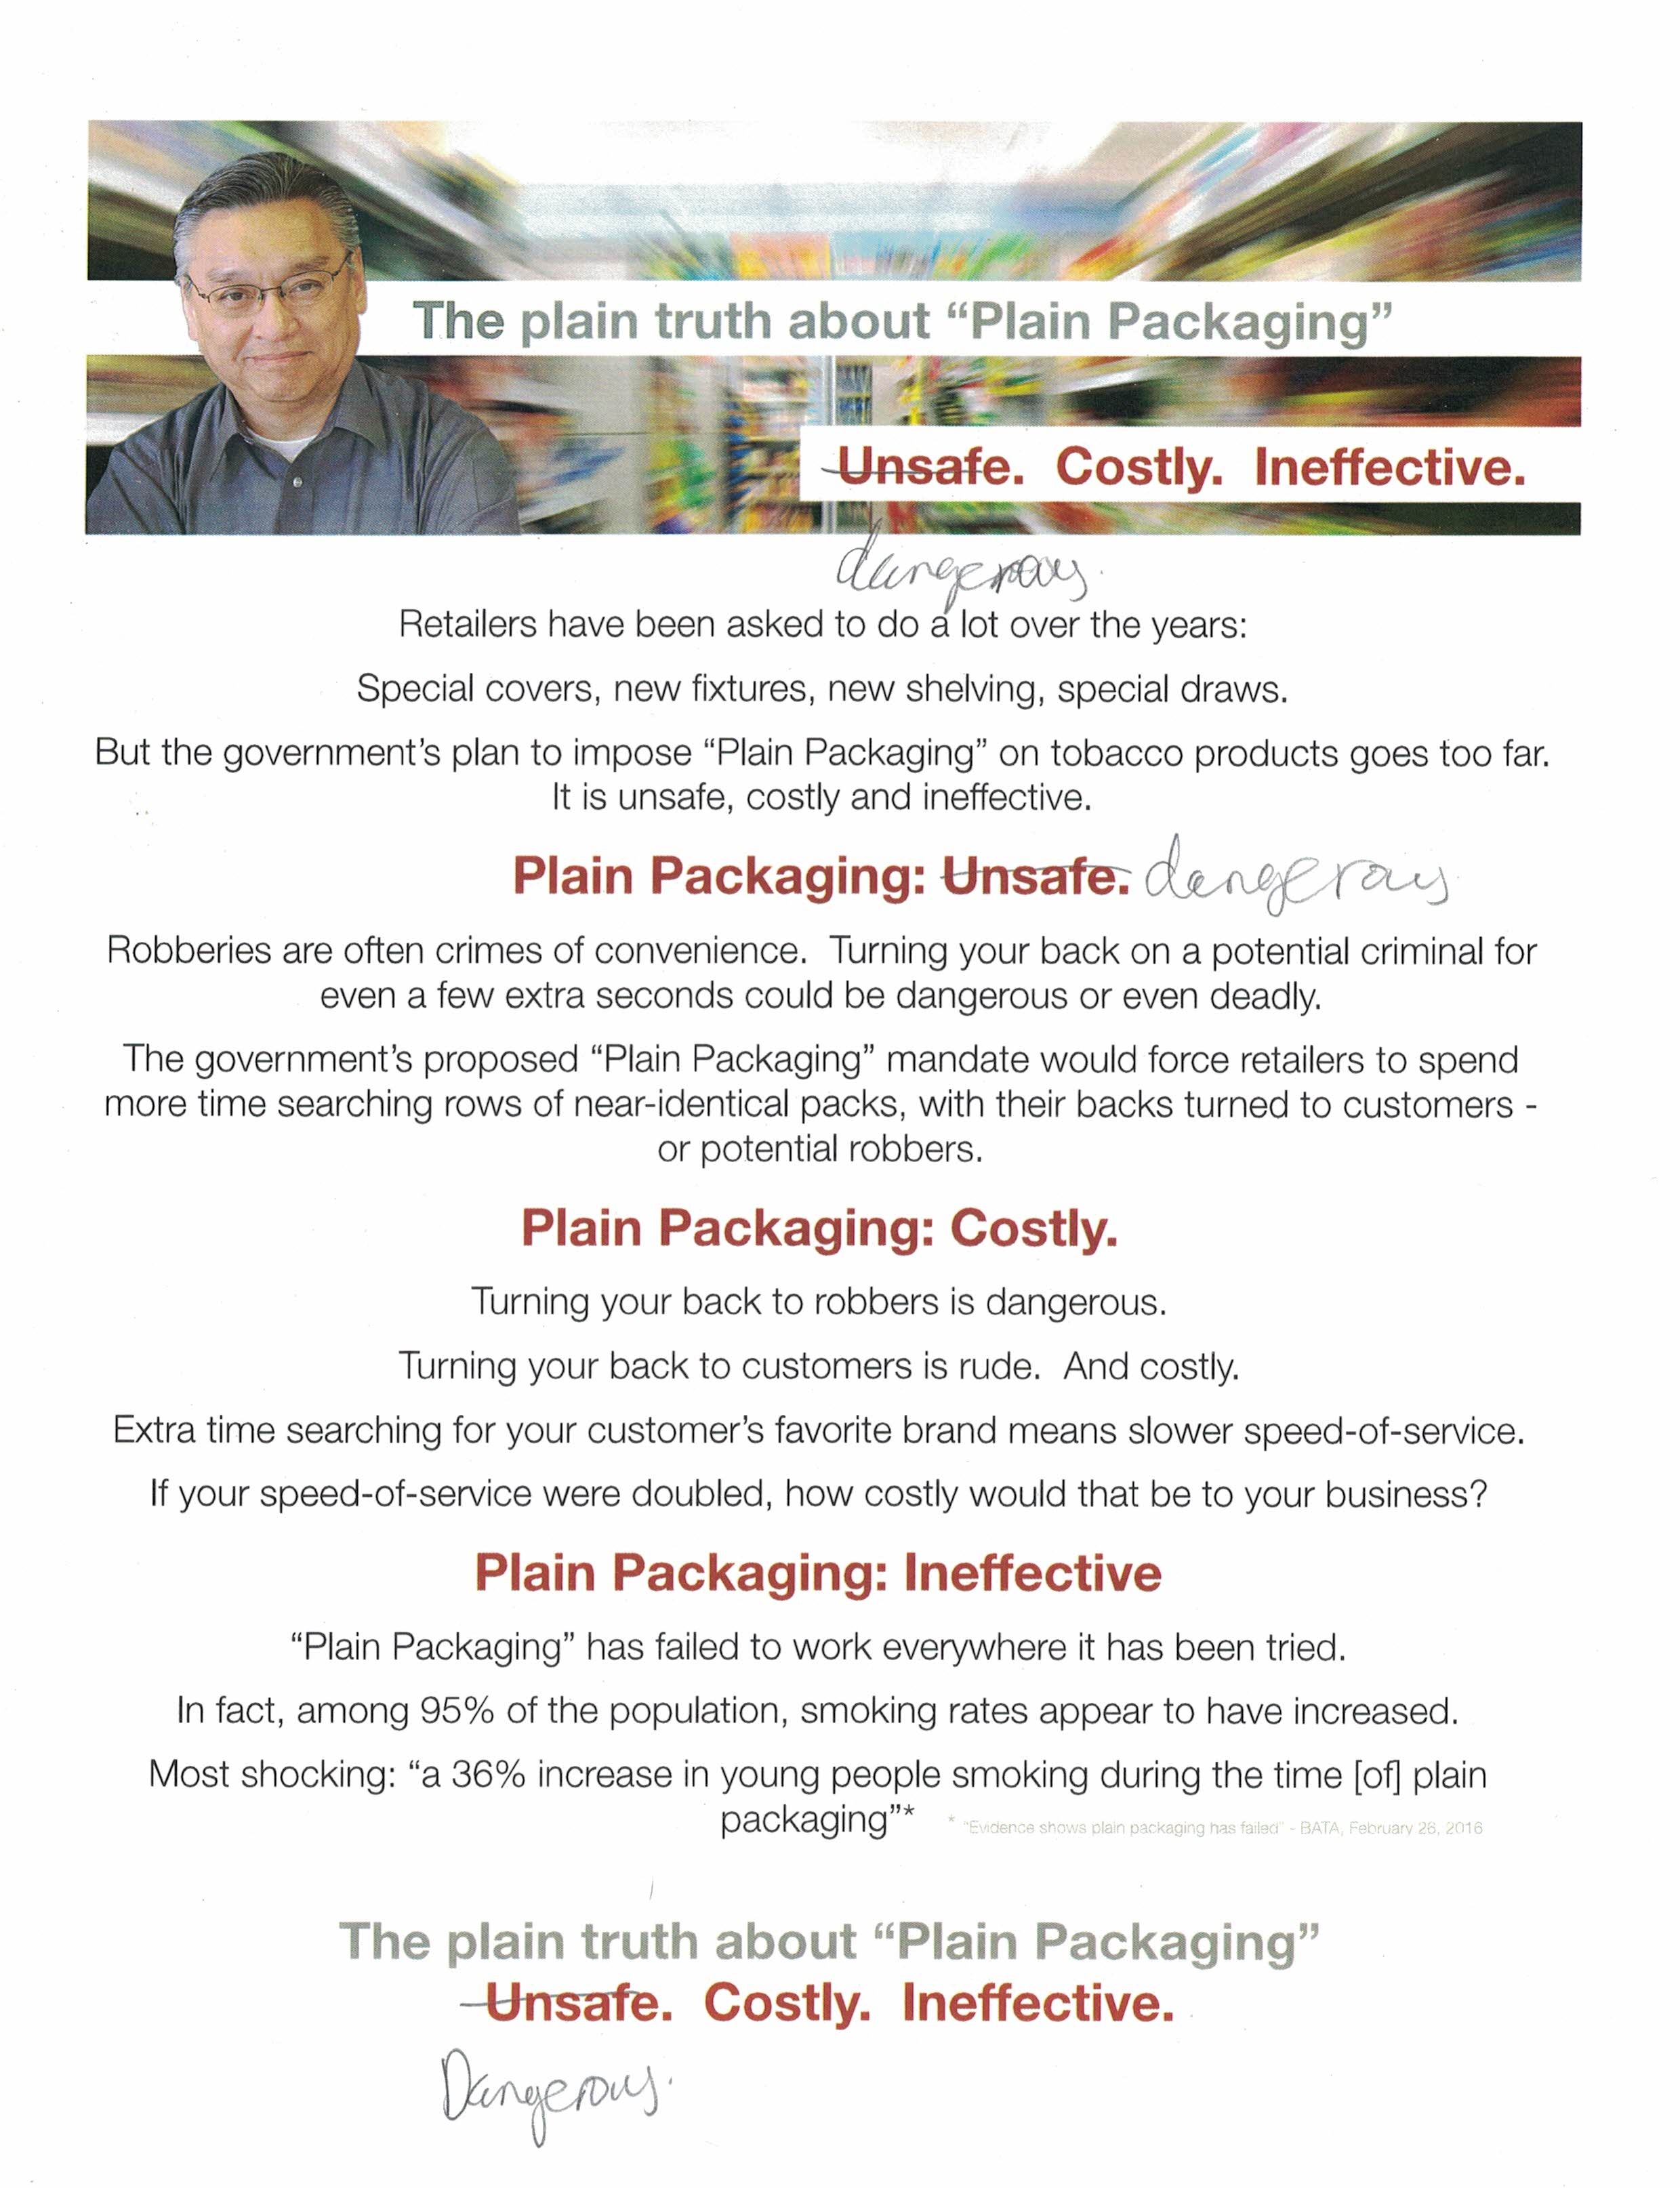 The plain truth about “Plain Packaging”
Unsafe. Costly. Ineffective.
dangerous.
Retailers have been asked to do a lot over the years:
Special covers, new fixtures, new shelving, special draws.
But the government’s plan to impose “Plain Packaging” on tobacco products goes too far.
It is unsafe, costly and ineffective.
Plain Packaging: Unsafe. dangerous
Robberies are often crimes of convenience. Turning your back on a potential criminal for
even a few extra seconds could be dangerous or even deadly.
The government’s proposed “Plain Packaging” mandate would force retailers to spend
more time searching rows of near-identical packs, with their backs turned to customers -
or potential robbers.
Plain Packaging: Costly.
Turning your back to robbers is dangerous.
Turning your back to customers is rude. And costly.
Extra time searching for your customer’s favorite brand means slower speed-of-service.
If your speed-of-service were doubled, how costly would that be to your business?
Plain Packaging: Ineffective
“Plain Packaging” has failed to work everywhere it has been tried.
In fact, among 95% of the population, smoking rates appear to have increased.
Most shocking: “a 36% increase in young people smoking during the time [of] plain
packaging”* * “Evidence shows plain packaging has failed” - BATA, February 26, 2016
The plain truth about “Plain Packaging”
Unsafe. Costly. Ineffective.
Dangerous.